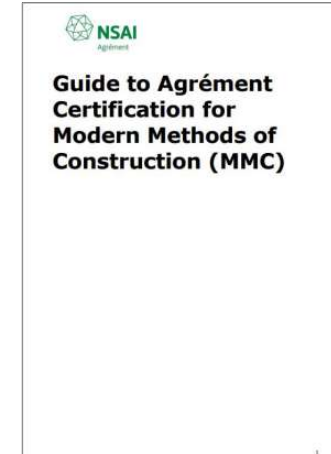 NSAI
Agrément
Guide to Agrément
Certification for
Modern Methods of
Construction (MMC)